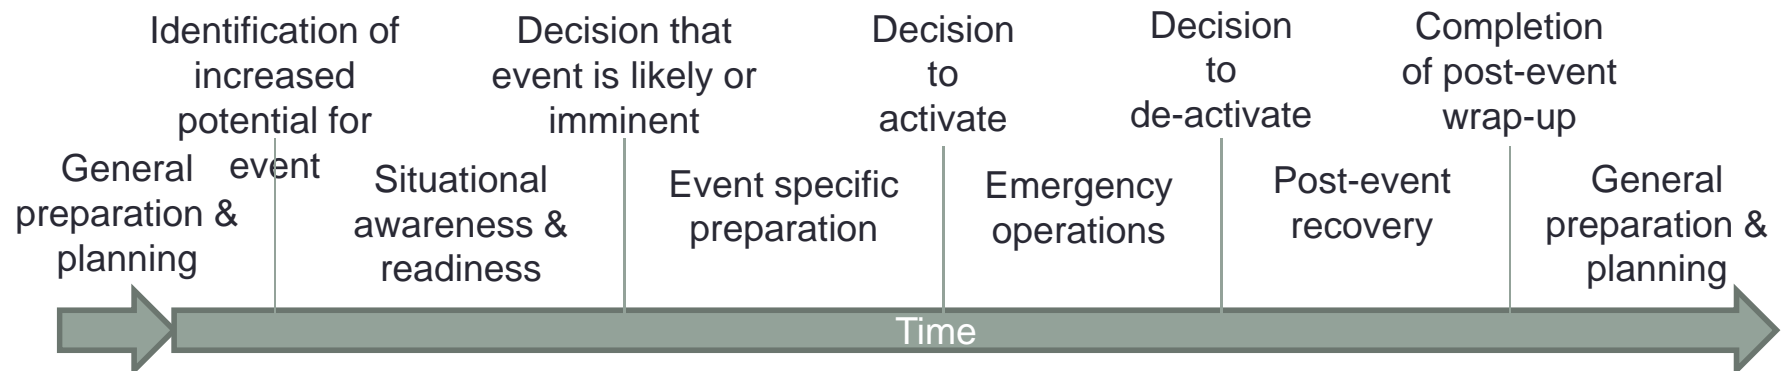 Identification of
increased
potential for
event
Decision that
event is likely or
imminent
Decision
to
activate
Decision
to
de-activate
Completion
of post-event
wrap-up
General
preparation &
planning
Situational
awareness &
readiness
Event specific
preparation
Emergency
operations
Post-event
recovery
General
preparation &
planning
Time